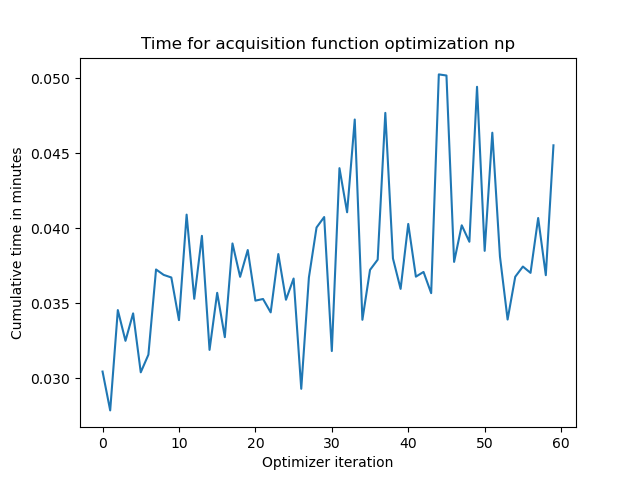 Time for acquisition function optimization np
0.050
0.045
0.040
0.035
0.030
Cumulative time in minutes
0 10 20 30 40 50 60
Optimizer iteration